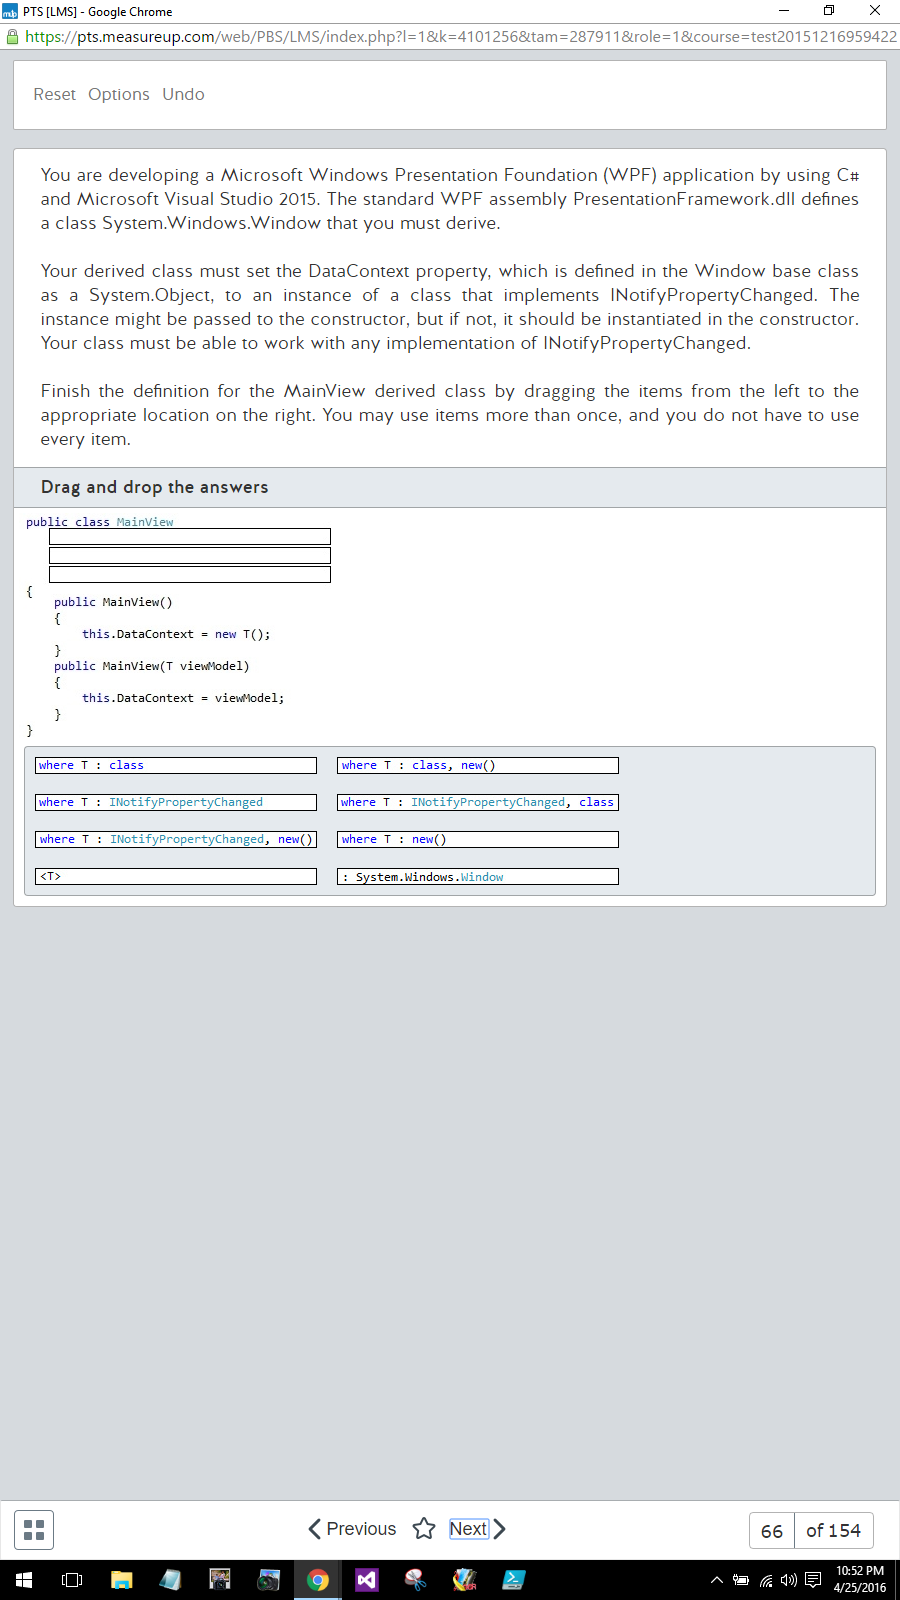 mup PTS [LMS] - Google Chrome
https://pts.measureup.com/web/PBS/LMS/index.php?l=1&k=4101256&tam=287911&role=1&course=test20151216959422
Reset Options Undo
You are developing a Microsoft Windows Presentation Foundation (WPF) application by using C#
and Microsoft Visual Studio 2015. The standard WPF assembly PresentationFramework.dll defines
a class System.Windows.Window that you must derive.
Your derived class must set the DataContext property, which is defined in the Window base class
as a System.Object, to an instance of a class that implements INotifyPropertyChanged. The
instance might be passed to the constructor, but if not, it should be instantiated in the constructor.
Your class must be able to work with any implementation of INotifyPropertyChanged.
Finish the definition for the MainView derived class by dragging the items from the left to the
appropriate location on the right. You may use items more than once, and you do not have to use
every item.
Drag and drop the answers
public class MainView
{
public MainView()
{
this.DataContext = new T();
}
public MainView(T viewModel)
{
this.DataContext = viewModel;
}
}
where T : class
where T : class, new()
where T : INotifyPropertyChanged
where T : INotifyPropertyChanged, class
where T : INotifyPropertyChanged, new()
where T : new()
<T>
: System.Windows.Window
Previous Next
66 of 154
10:52 PM
4/25/2016